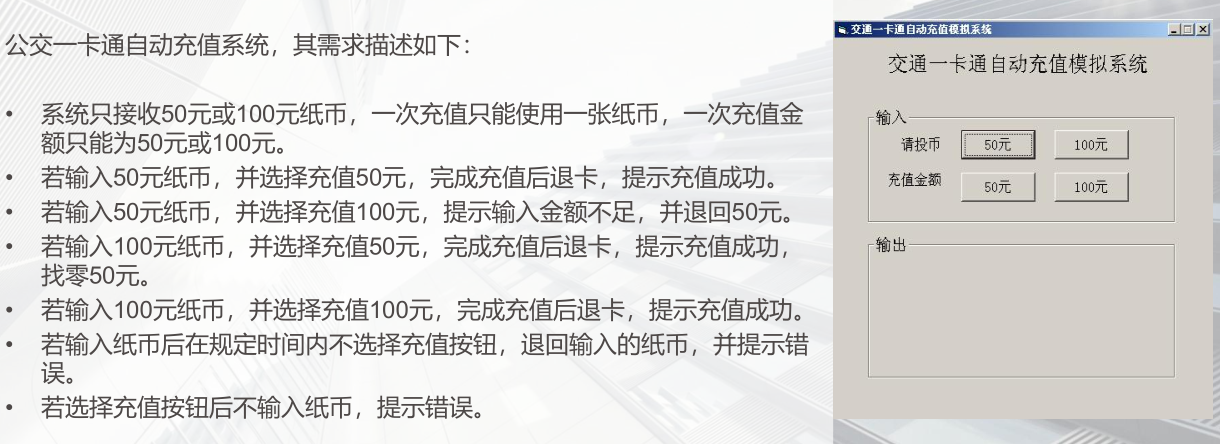 公交一卡通自动充值系统，其需求描述如下：
• 系统只接收50元或100元纸币，一次充值只能使用一张纸币，一次充值金
额只能为50元或100元。
• 若输入50元纸币，并选择充值50元，完成充值后退卡，提示充值成功。
• 若输入50元纸币，并选择充值100元，提示输入金额不足，并退回50元。
• 若输入100元纸币，并选择充值50元，完成充值后退卡，提示充值成功，
找零50元。
• 若输入100元纸币，并选择充值100元，完成充值后退卡，提示充值成功。
• 若输入纸币后在规定时间内不选择充值按钮，退回输入的纸币，并提示错
误。
• 若选择充值按钮后不输入纸币，提示错误。
交通一卡通自动充值模拟系统
交通一卡通自动充值模拟系统
输入
请投币 50元 100元
充值金额 50元 100元
输出